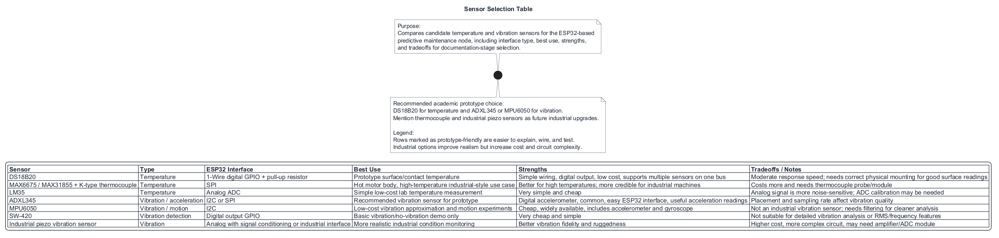 Sensor Selection Table
Purpose:
Compares candidate temperature and vibration sensors for the ESP32-based
predictive maintenance node, including interface type, best use, strengths,
and tradeoffs for documentation-stage selection.
Recommended academic prototype choice:
DS18B20 for temperature and ADXL345 or MPU6050 for vibration.
Mention thermocouple and industrial piezo sensors as future industrial upgrades.
Legend:
Rows marked as prototype-friendly are easier to explain, wire, and test.
Industrial options improve realism but increase cost and circuit complexity.
Sensor Type ESP32 Interface Best Use Strengths Tradeoffs / Notes
DS18B20 Temperature 1-Wire digital GPIO + pull-up resistor Prototype surface/contact temperature Simple wiring, digital output, low cost, supports multiple sensors on one bus Moderate response speed; needs correct physical mounting for good surface readings
MAX6675 / MAX31855 + K-type thermocouple Temperature SPI Hot motor body, high-temperature industrial-style use case Better for high temperatures; more credible for industrial machines Costs more and needs thermocouple probe/module
LM35 Temperature Analog ADC Simple low-cost lab temperature measurement Very simple and cheap Analog signal is more noise-sensitive; ADC calibration may be needed
ADXL345 Vibration / acceleration I2C or SPI Recommended vibration sensor for prototype Digital accelerometer, common, easy ESP32 interface, useful acceleration readings Placement and sampling rate affect vibration quality
MPU6050 Vibration / motion I2C Low-cost vibration approximation and motion experiments Cheap, widely available, includes accelerometer and gyroscope Not an industrial vibration sensor; needs filtering for cleaner analysis
SW-420 Vibration detection Digital output GPIO Basic vibration/no-vibration demo only Very cheap and simple Not suitable for detailed vibration analysis or RMS/frequency features
Industrial piezo vibration sensor Vibration Analog with signal conditioning or industrial interface More realistic industrial condition monitoring Better vibration fidelity and ruggedness Higher cost, more complex circuit, may need amplifier/ADC module